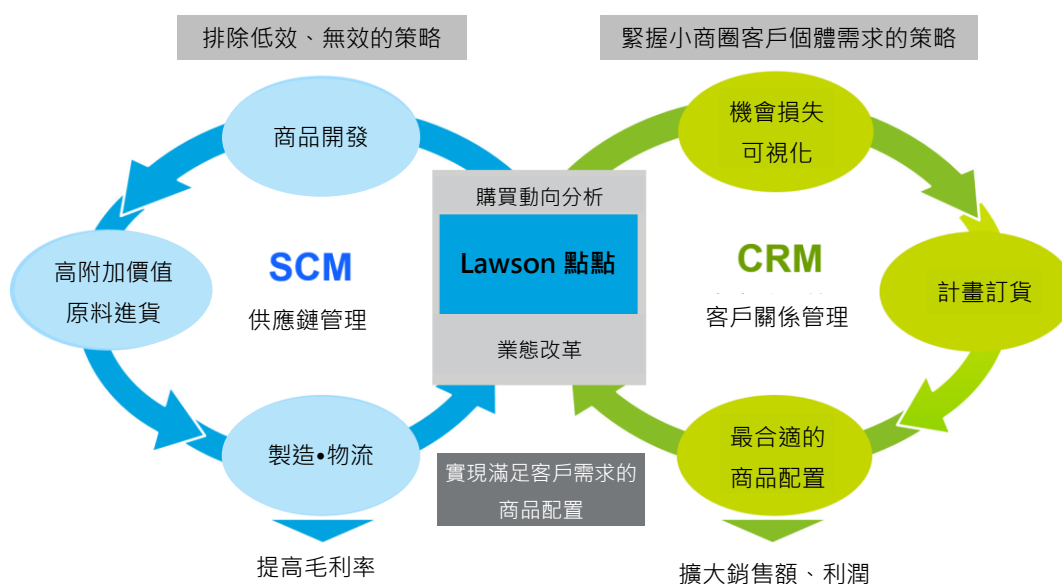 排除低效、無效的策略
緊握小商圈客戶個體需求的策略
商品開發
機會損失
可視化
購買動向分析
Lawson 點點
SCM
供應鏈管理
CRM
客戶關係管理
高附加價值
原料進貨
計畫訂貨
業態改革
製造•物流
最合適的
商品配置
實現滿足客戶需求的
商品配置
提高毛利率
擴大銷售額、利潤